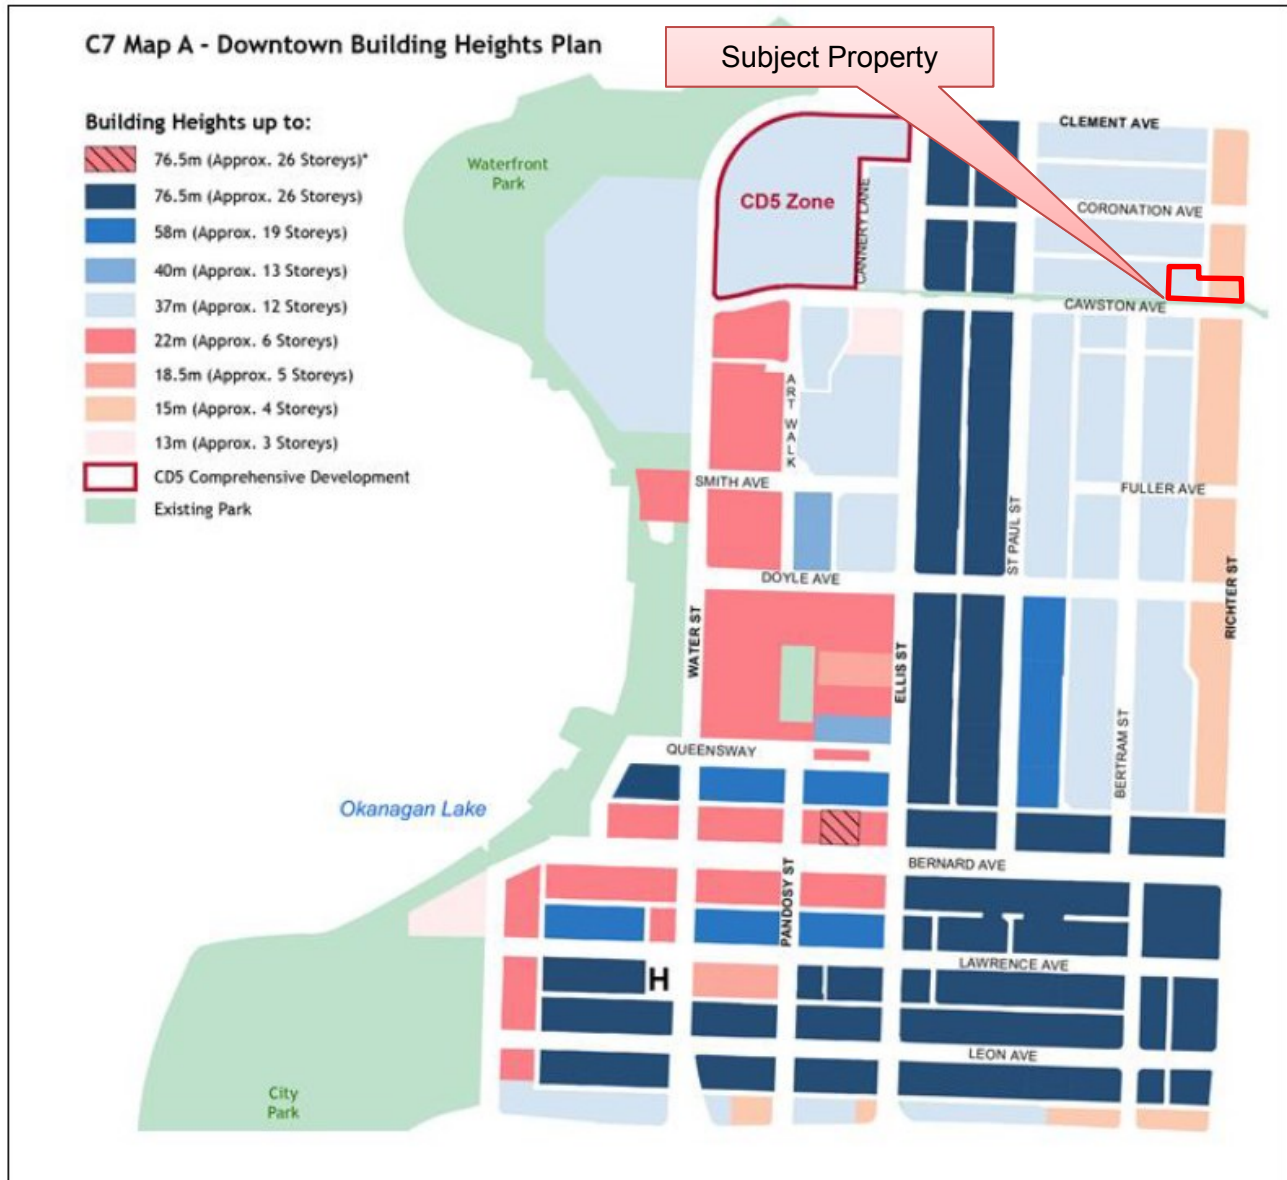 C7 Map A - Downtown Building Heights Plan
Subject Property
Building Heights up to:
76.5m (Approx. 26 Storeys)*
76.5m (Approx. 26 Storeys)
58m (Approx. 19 Storeys)
40m (Approx. 13 Storeys)
37m (Approx. 12 Storeys)
22m (Approx. 6 Storeys)
18.5m (Approx. 5 Storeys)
15m (Approx. 4 Storeys)
13m (Approx. 3 Storeys)
CD5 Comprehensive Development
Existing Park
Waterfront
Park
CD5 Zone
CANNERY LANE
CLEMENT AVE
CORONATION AVE
CAWSTON AVE
ART WALK
SMITH AVE
FULLER AVE
ST PAUL ST
DOYLE AVE
WATER ST
ELLIS ST
RICHTER ST
BERTRAM ST
QUEENSWAY
Okanagan Lake
PANDOSY ST
BERNARD AVE
LAWRENCE AVE
H
LEON AVE
City
Park